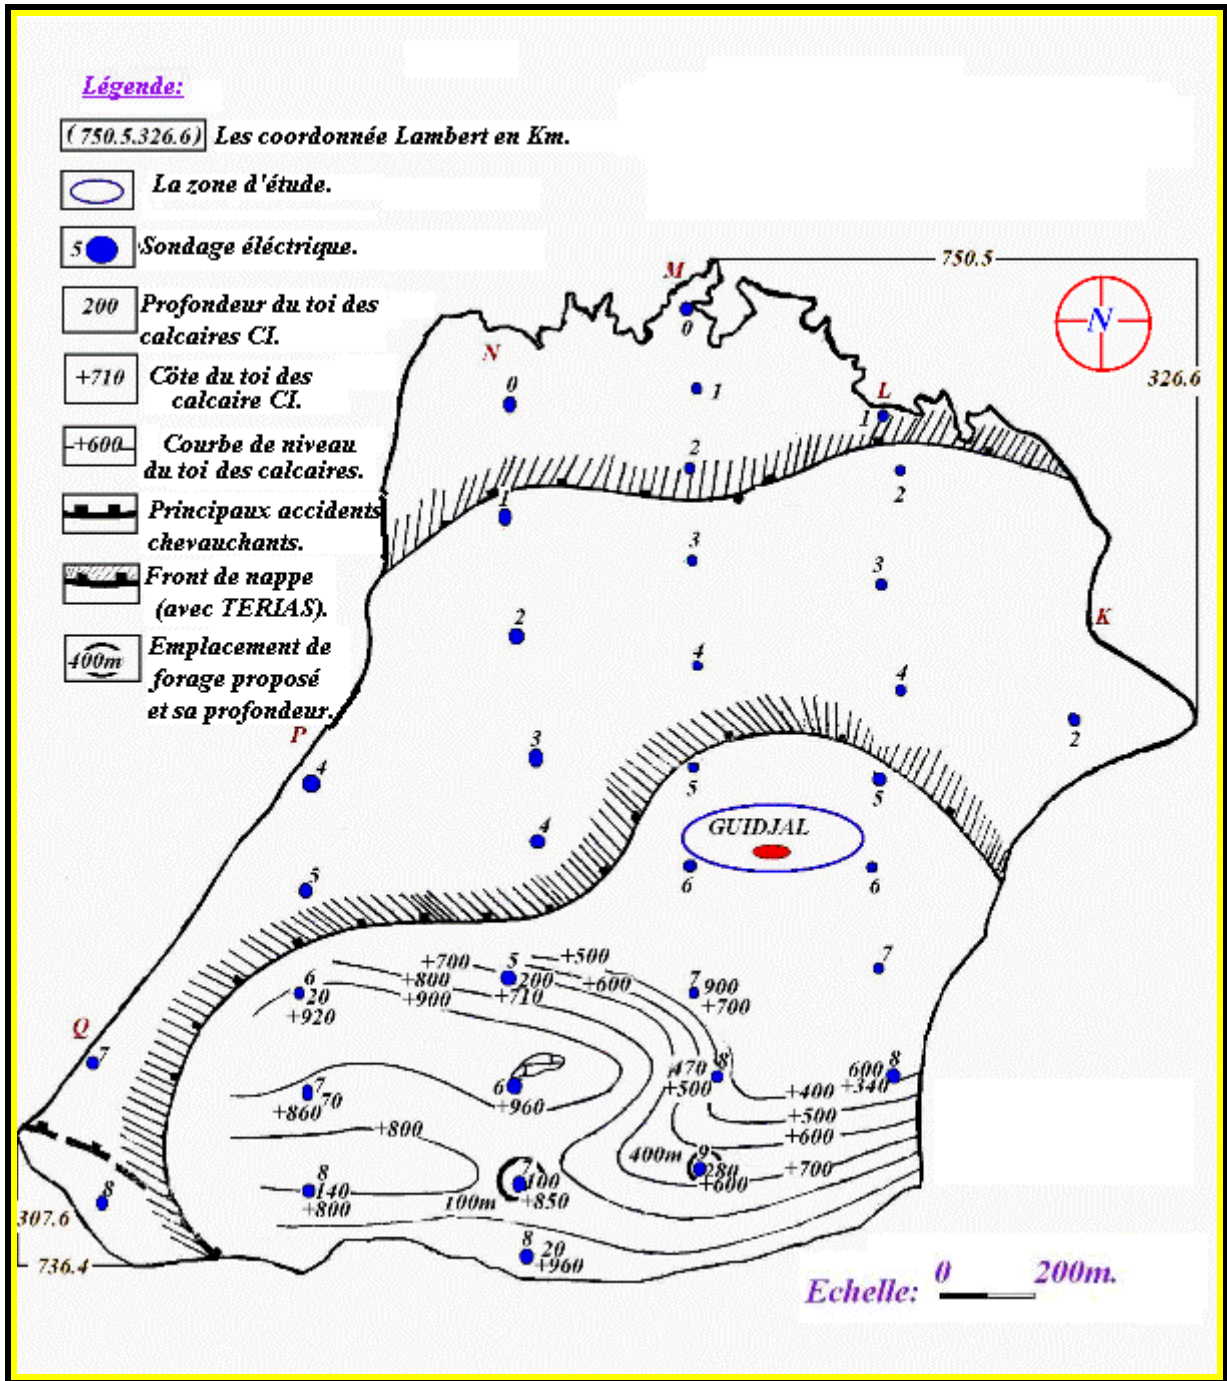 Légende:
(750.5.326.6) Les coordonnée Lambert en Km.
La zone d'étude.
5 Sondage éléctrique.
200 Profondeur du toi des
calcaires CI.
+710 Côte du toi des
calcaire CI.
+600 Courbe de niveau
du toi des calcaires.
Principaux accidents
chevauchants.
Front de nappe
(avec TERIAS).
400m Emplacement de
forage proposé
et sa profondeur.
750.5
M
0
N
N
326.6
0
1
L
1
2
2
1
3
3
2
K
4
4
P
3
2
4
5
5
4
GUIDJAL
5
6
6
+700
5
+500
7
+800
200
+600
6
+900
+710
7
900
20
+700
+920
Q
7
470
8
600
8
+500
+340
7
70
6
+400
+860
+960
+500
+800
+600
400m
9
8
7
280
+700
140
100
+600
+800
100m
+850
8
307.6
8
20
736.4
+960
Echelle: 0 200m.